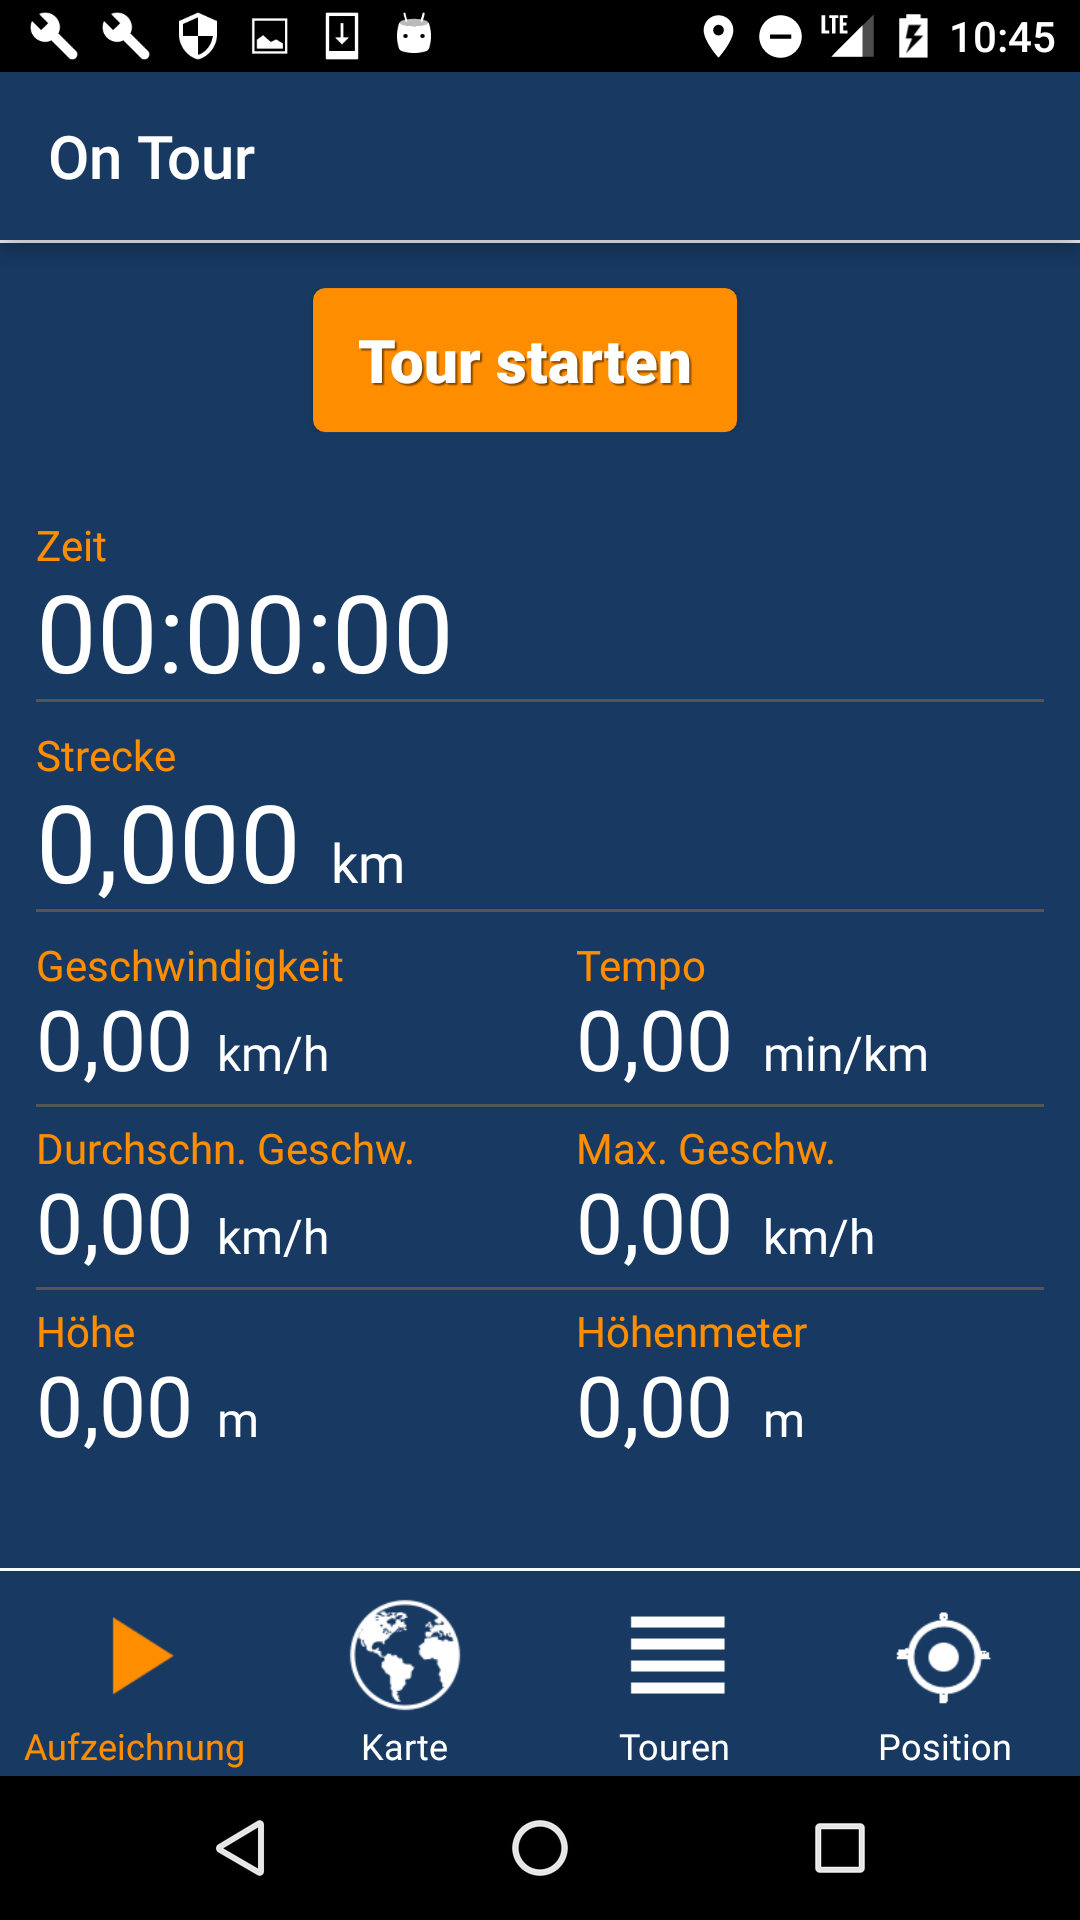 LTE 10:45
On Tour
Tour starten
Zeit
00:00:00
Strecke
0,000 km
Geschwindigkeit Tempo
0,00 km/h 0,00 min/km
Durchschn. Geschw. Max. Geschw.
0,00 km/h 0,00 km/h
Höhe Höhenmeter
0,00 m 0,00 m
Aufzeichnung Karte Touren Position